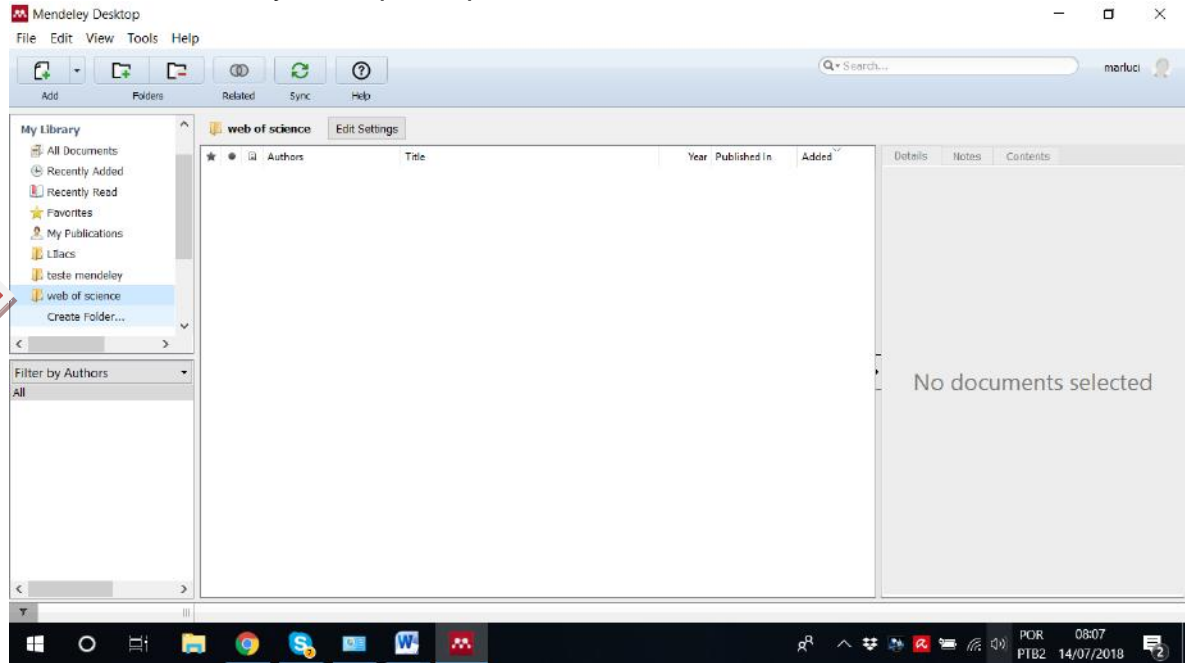 Mendeley Desktop
File Edit View Tools Help
Add Folders Related Sync Help
Search...
marluci
My Library
All Documents
Recently Added
Recently Read
Favorites
My Publications
LIlacs
teste mendeley
web of science
Create Folder...
Filter by Authors
All
web of science Edit Settings
Authors Title Year Published In Added
Details Notes Contents
No documents selected
POR 08:07
PTB2 14/07/2018
2